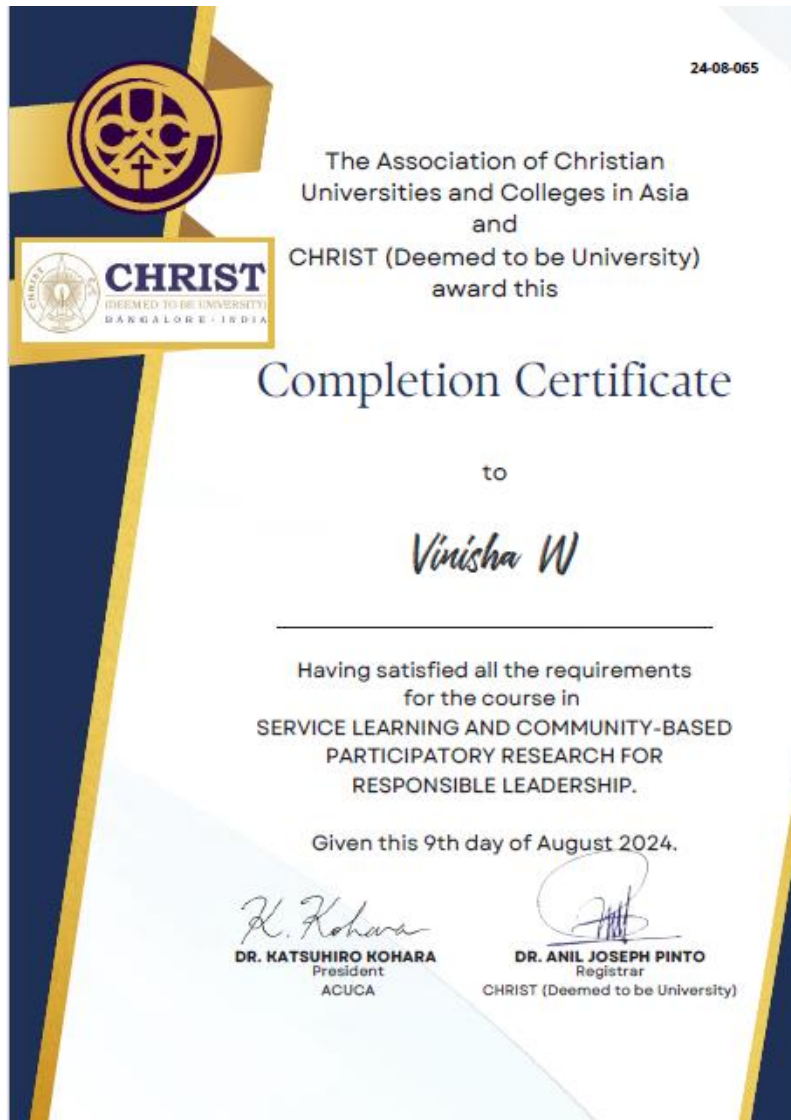 24-08-065
The Association of Christian
Universities and Colleges in Asia
and
CHRIST (Deemed to be University)
award this
CHRIST
CHRIST
(DEEMED TO BE UNIVERSITY)
BANGALORE · INDIA
Completion Certificate
to
Vinisha W
Having satisfied all the requirements
for the course in
SERVICE LEARNING AND COMMUNITY-BASED
PARTICIPATORY RESEARCH FOR
RESPONSIBLE LEADERSHIP.
Given this 9th day of August 2024.
K. Kohara
DR. KATSUHIRO KOHARA
President
ACUCA
DR. ANIL JOSEPH PINTO
Registrar
CHRIST (Deemed to be University)